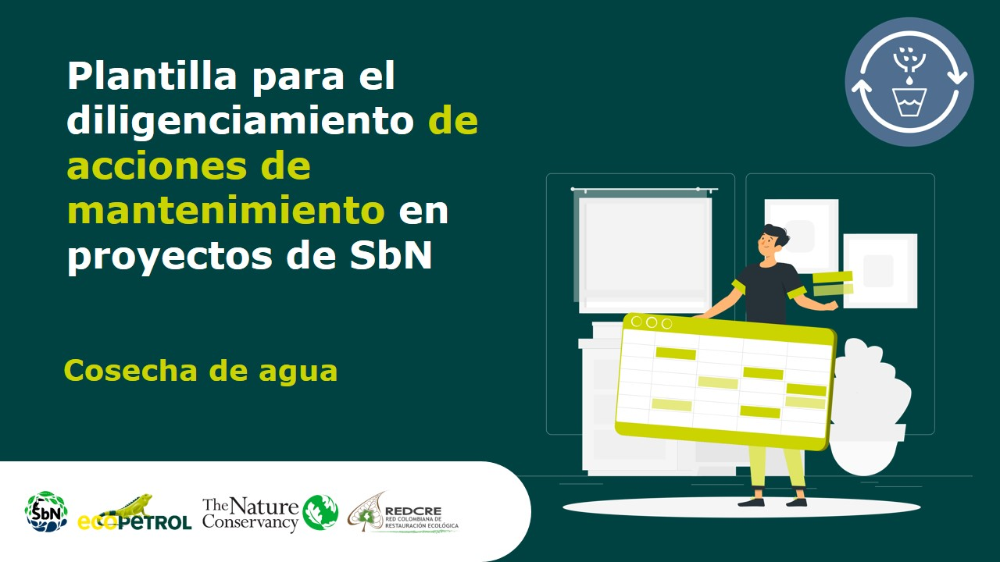 Plantilla para el
diligenciamiento de
acciones de
mantenimiento en
proyectos de SbN
Cosecha de agua
SbN
ecopetrol
The Nature
Conservancy
REDCRE
RED COLOMBIANA DE
RESTAURACIÓN ECOLÓGICA